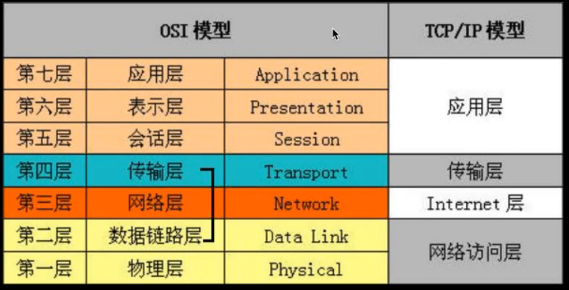 OSI 模型 TCP/IP 模型
第七层 应用层 Application 应用层
第六层 表示层 Presentation
第五层 会话层 Session
第四层 传输层 Transport 传输层
第三层 网络层 Network Internet 层
第二层 数据链路层 Data Link 网络访问层
第一层 物理层 Physical